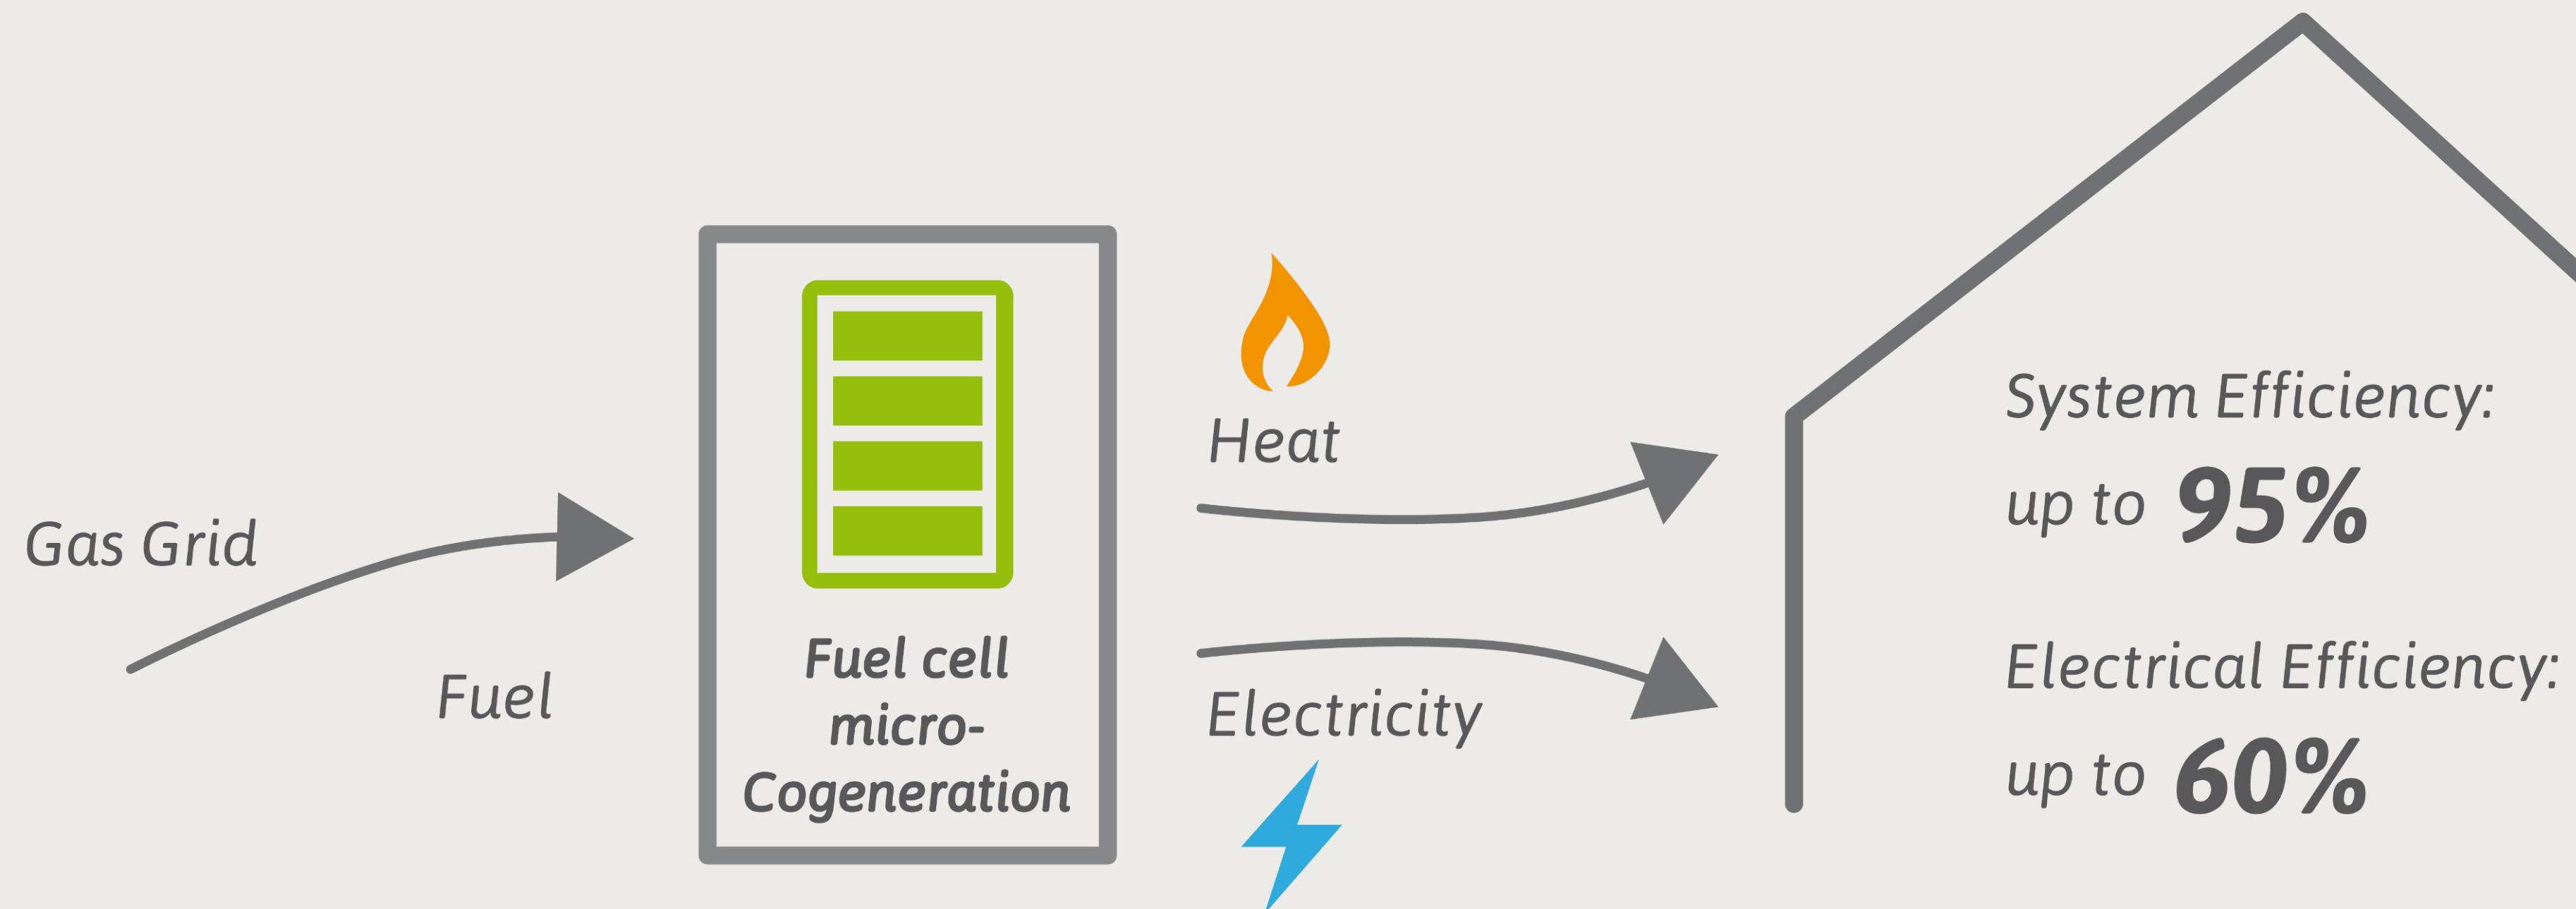 Gas Grid
Fuel
Fuel cell
micro-
Cogeneration
Heat
Electricity
System Efficiency:
up to 95%
Electrical Efficiency:
up to 60%